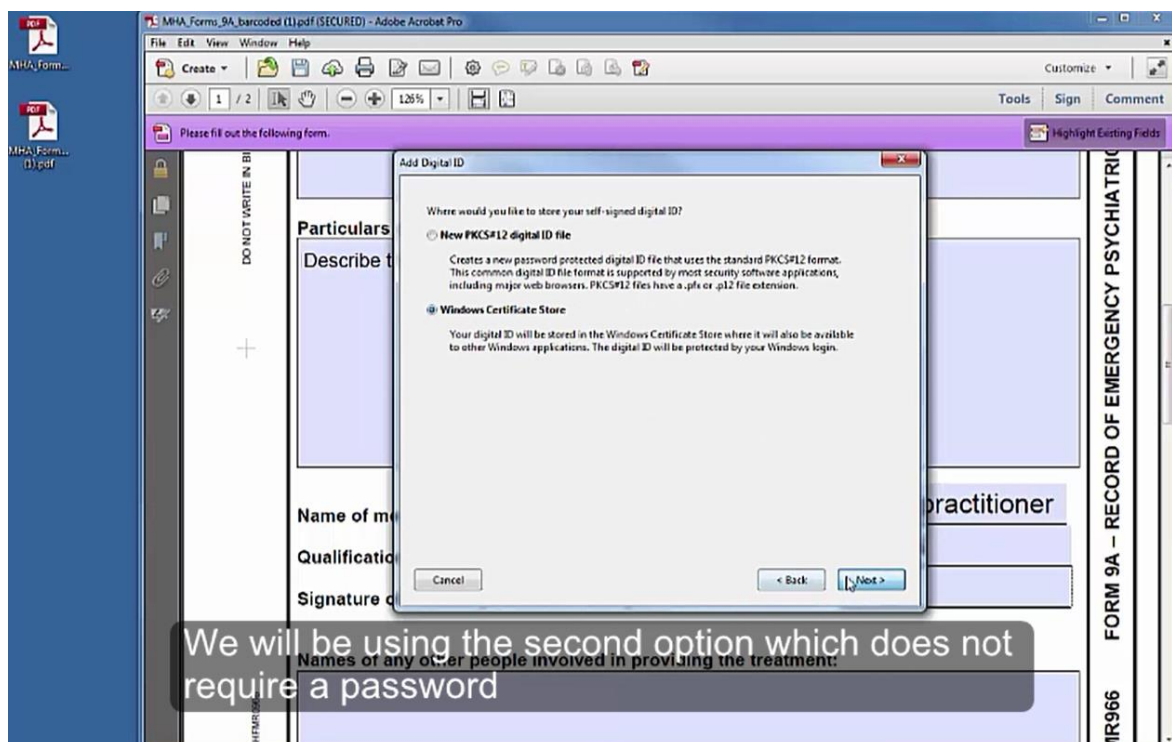 MHA_Forms_9A_barcoded (1).pdf (SECURED) - Adobe Acrobat Pro
File Edit View Window Help
Create
Customize
1 / 2
126%
Tools Sign Comment
Please fill out the following form.
Highlight Existing Fields
PDF
MHA_Form...
PDF
MHA_Form...
(1).pdf
DO NOT WRITE IN BI
Add Digital ID
Where would you like to store your self-signed digital ID?
New PKCS#12 digital ID file
Creates a new password protected digital ID file that uses the standard PKCS#12 format.
This common digital ID file format is supported by most security software applications,
including major web browsers. PKCS#12 files have a .pfx or .p12 file extension.
Windows Certificate Store
Your digital ID will be stored in the Windows Certificate Store where it will also be available
to other Windows applications. The digital ID will be protected by your Windows login.
Cancel
< Back
Next >
Particulars
Describe t
Name of m
practitioner
Qualificatio
Signature o
Names of any other people involved in providing the treatment:
We will be using the second option which does not
require a password
FORM 9A – RECORD OF EMERGENCY PSYCHIATRIC
MR966